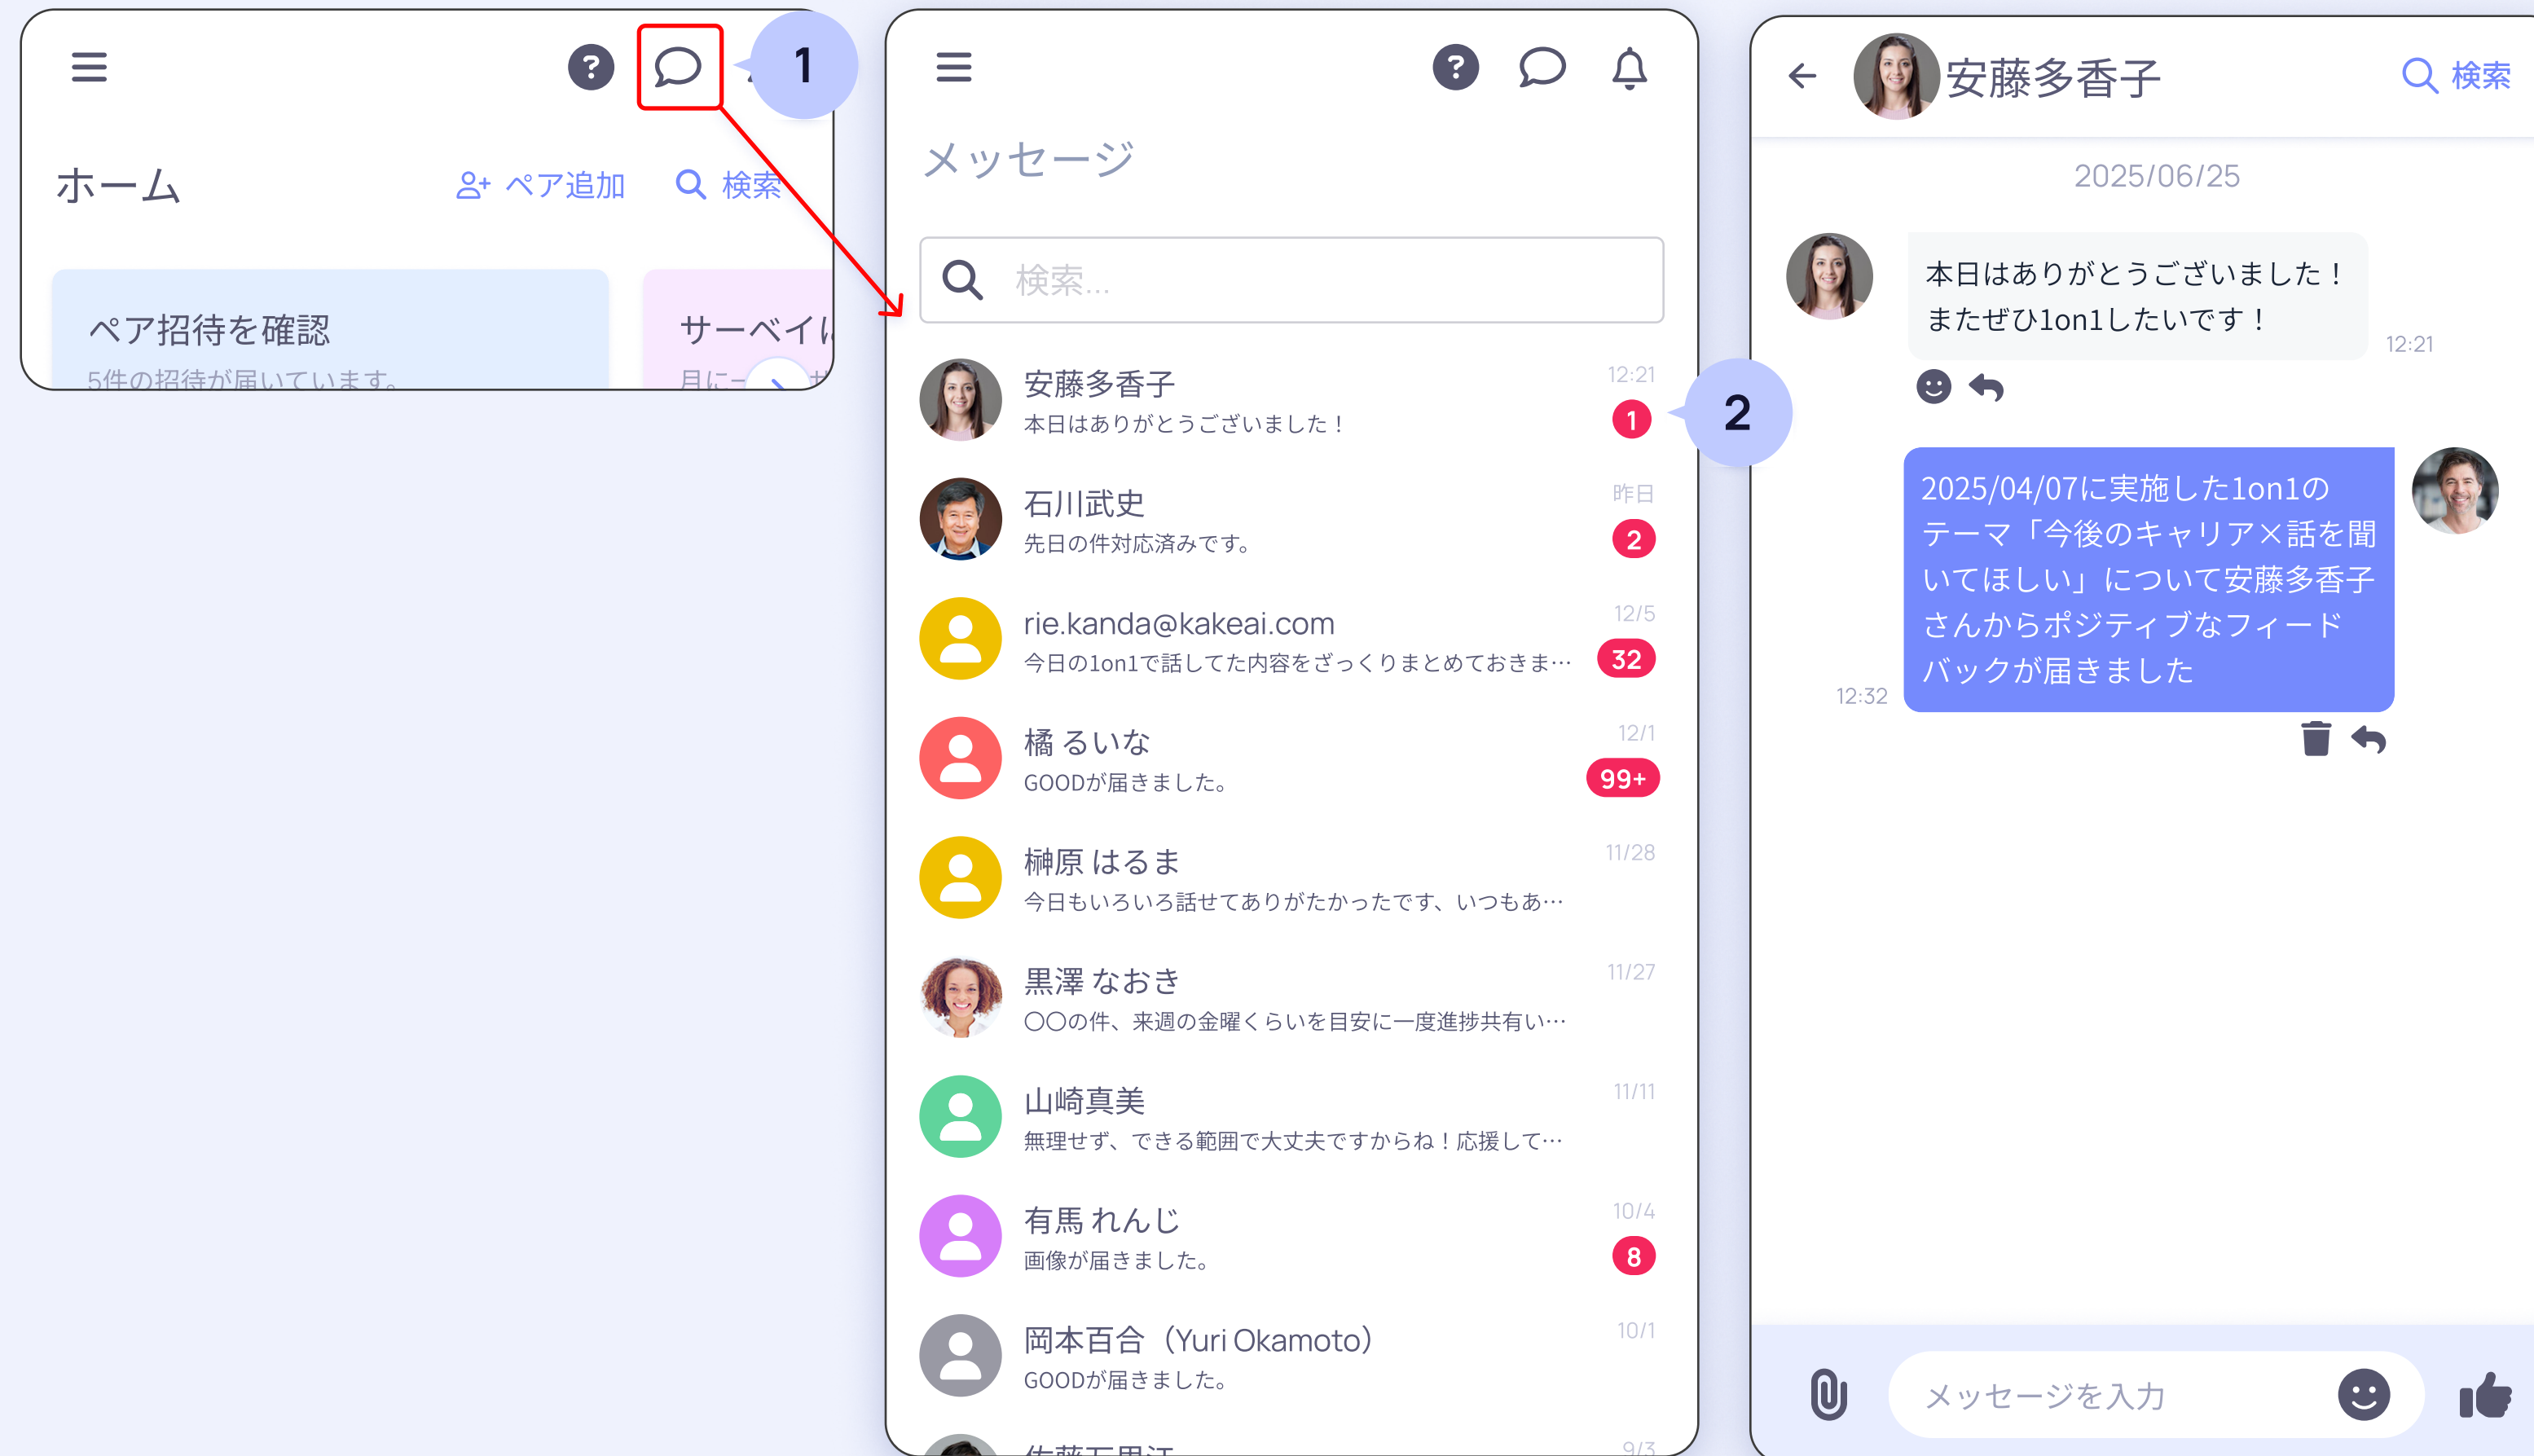 1
ホーム
ペア追加
検索
ペア招待を確認
5件の招待が届いています。
サーベイに
月に一
メッセージ
検索...
安藤多香子
12:21
本日はありがとうございました！
1
2
石川武史
昨日
先日の件対応済みです。
2
rie.kanda@kakeai.com
12/5
今日の1on1で話してた内容をざっくりまとめておきま…
32
橘 るいな
12/1
GOODが届きました。
99+
榊原 はるま
11/28
今日もいろいろ話せてありがたかったです、いつもあ…
黒澤 なおき
11/27
〇〇の件、来週の金曜くらいを目安に一度進捗共有い…
山崎真美
11/11
無理せず、できる範囲で大丈夫ですからね！応援して…
有馬 れんじ
10/4
画像が届きました。
8
岡本百合（Yuri Okamoto）
10/1
GOODが届きました。
9/3
安藤多香子
検索
2025/06/25
本日はありがとうございました！
またぜひ1on1したいです！
12:21
2025/04/07に実施した1on1の
テーマ「今後のキャリア×話を聞
いてほしい」について安藤多香子
さんからポジティブなフィード
バックが届きました
12:32
メッセージを入力